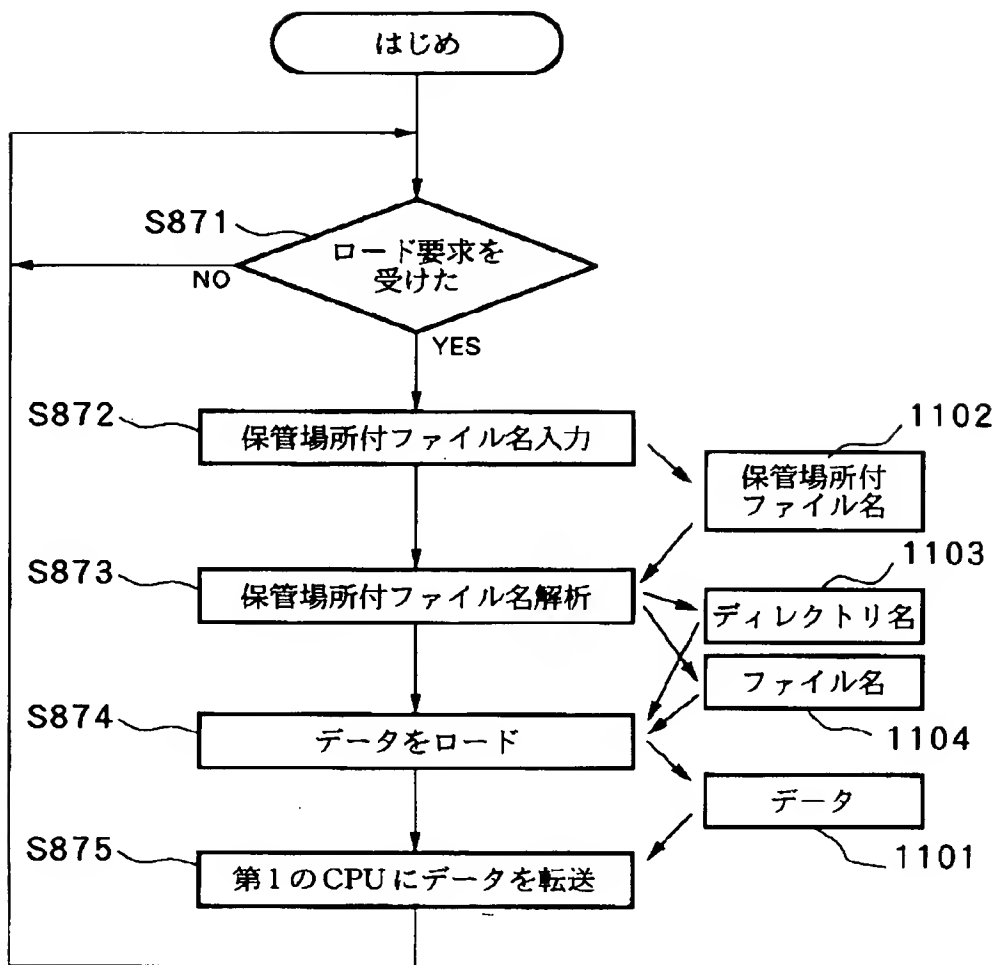 はじめ
S871
ロード要求を
受けた
NO
YES
S872
保管場所付ファイル名入力
1102
保管場所付
ファイル名
S873
保管場所付ファイル名解析
1103
ディレクトリ名
ファイル名
1104
S874
データをロード
データ
1101
S875
第1のCPUにデータを転送